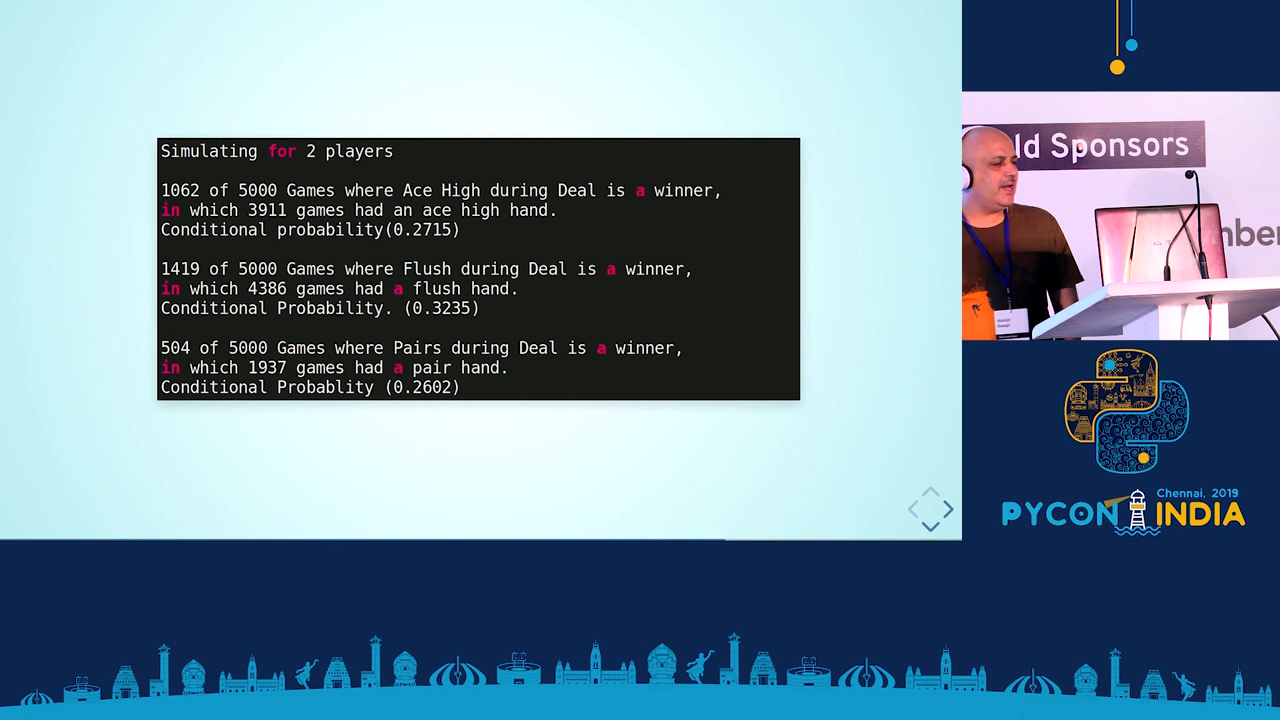 Simulating for 2 players
1062 of 5000 Games where Ace High during Deal is a winner,
in which 3911 games had an ace high hand.
Conditional probability(0.2715)
1419 of 5000 Games where Flush during Deal is a winner,
in which 4386 games had a flush hand.
Conditional Probability. (0.3235)
504 of 5000 Games where Pairs during Deal is a winner,
in which 1937 games had a pair hand.
Conditional Probablity (0.2602)
ld Sponsors
Chennai, 2019
PYCON INDIA